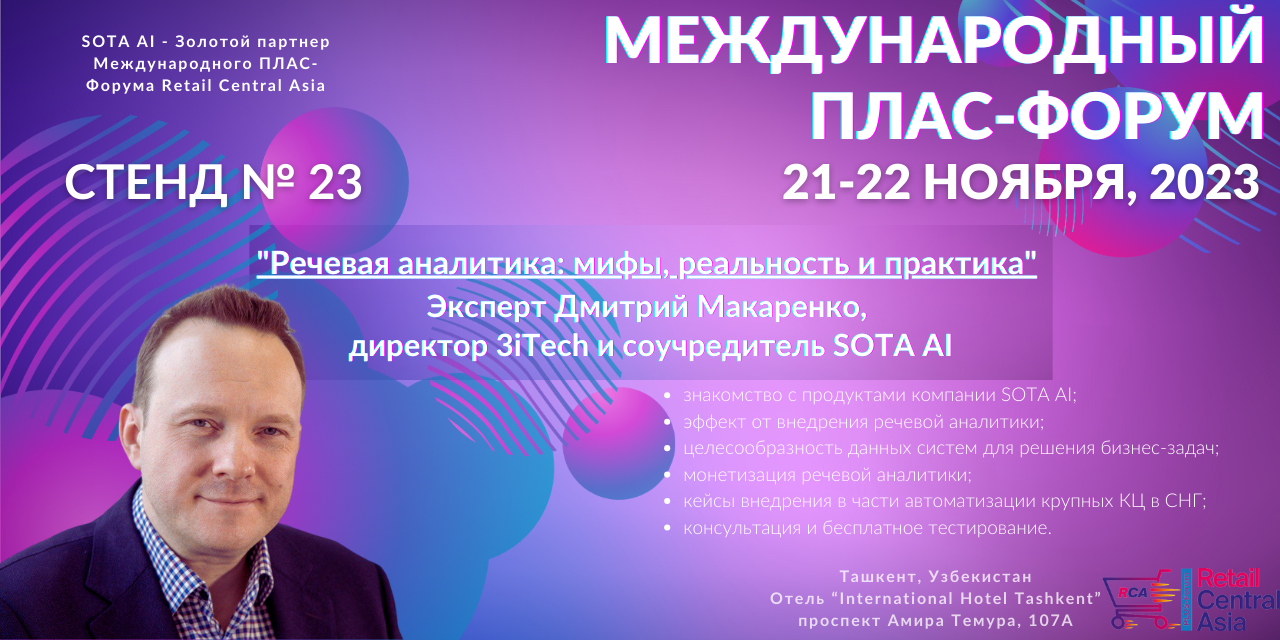 SOTA AI - Золотой партнер
Международного ПЛАС-
Форума Retail Central Asia
МЕЖДУНАРОДНЫЙ
ПЛАС-ФОРУМ
СТЕНД № 23
21-22 НОЯБРЯ, 2023
"Речевая аналитика: мифы, реальность и практика"
Эксперт Дмитрий Макаренко,
директор 3iTech и соучредитель SOTA AI
• знакомство с продуктами компании SOTA AI;
• эффект от внедрения речевой аналитики;
• целесообразность данных систем для решения бизнес-задач;
• монетизация речевой аналитики;
• кейсы внедрения в части автоматизации крупных КЦ в СНГ;
• консультация и бесплатное тестирование.
Ташкент, Узбекистан
Отель “International Hotel Tashkent”
проспект Амира Темура, 107А
RCA
Retail
Central
Asia